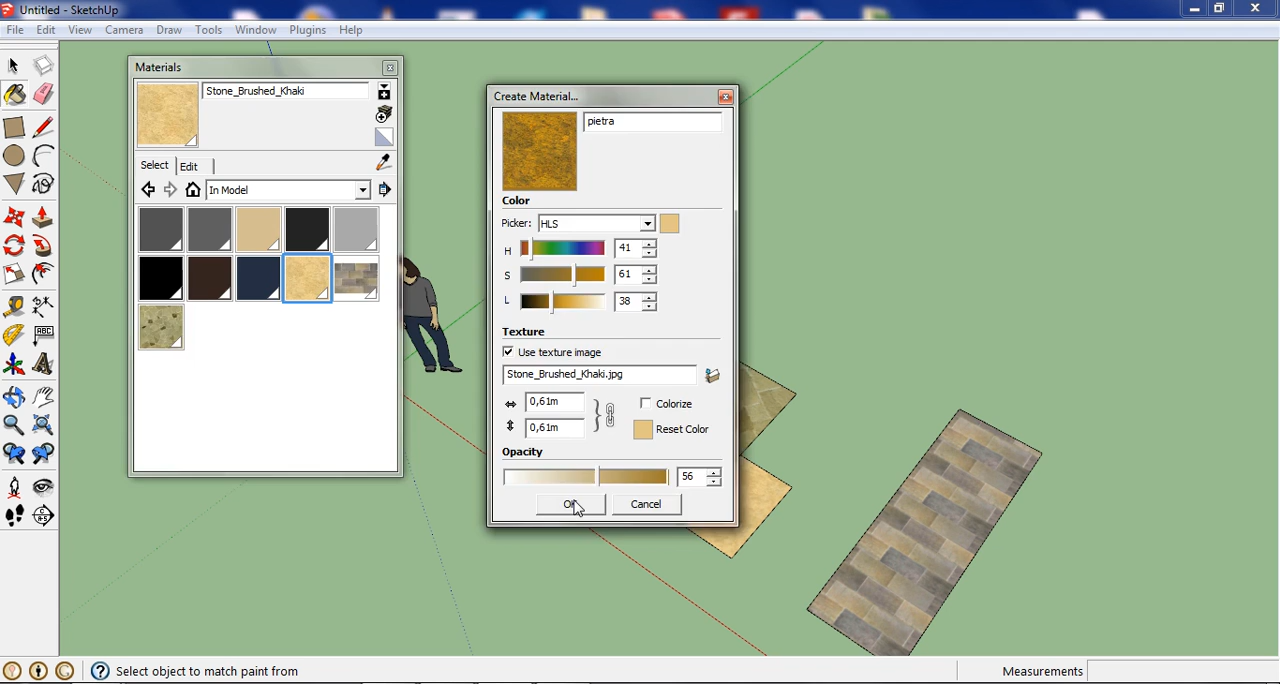 Untitled - SketchUp
File Edit View Camera Draw Tools Window Plugins Help
Materials
Stone_Brushed_Khaki
Select Edit
In Model
Create Material...
pietra
Color
Picker: HLS
H 41
S 61
L 38
Texture
Use texture image
Stone_Brushed_Khaki.jpg
0,61m
Colorize
0,61m
Reset Color
Opacity
56
Cancel
ABC
Select object to match paint from
Measurements